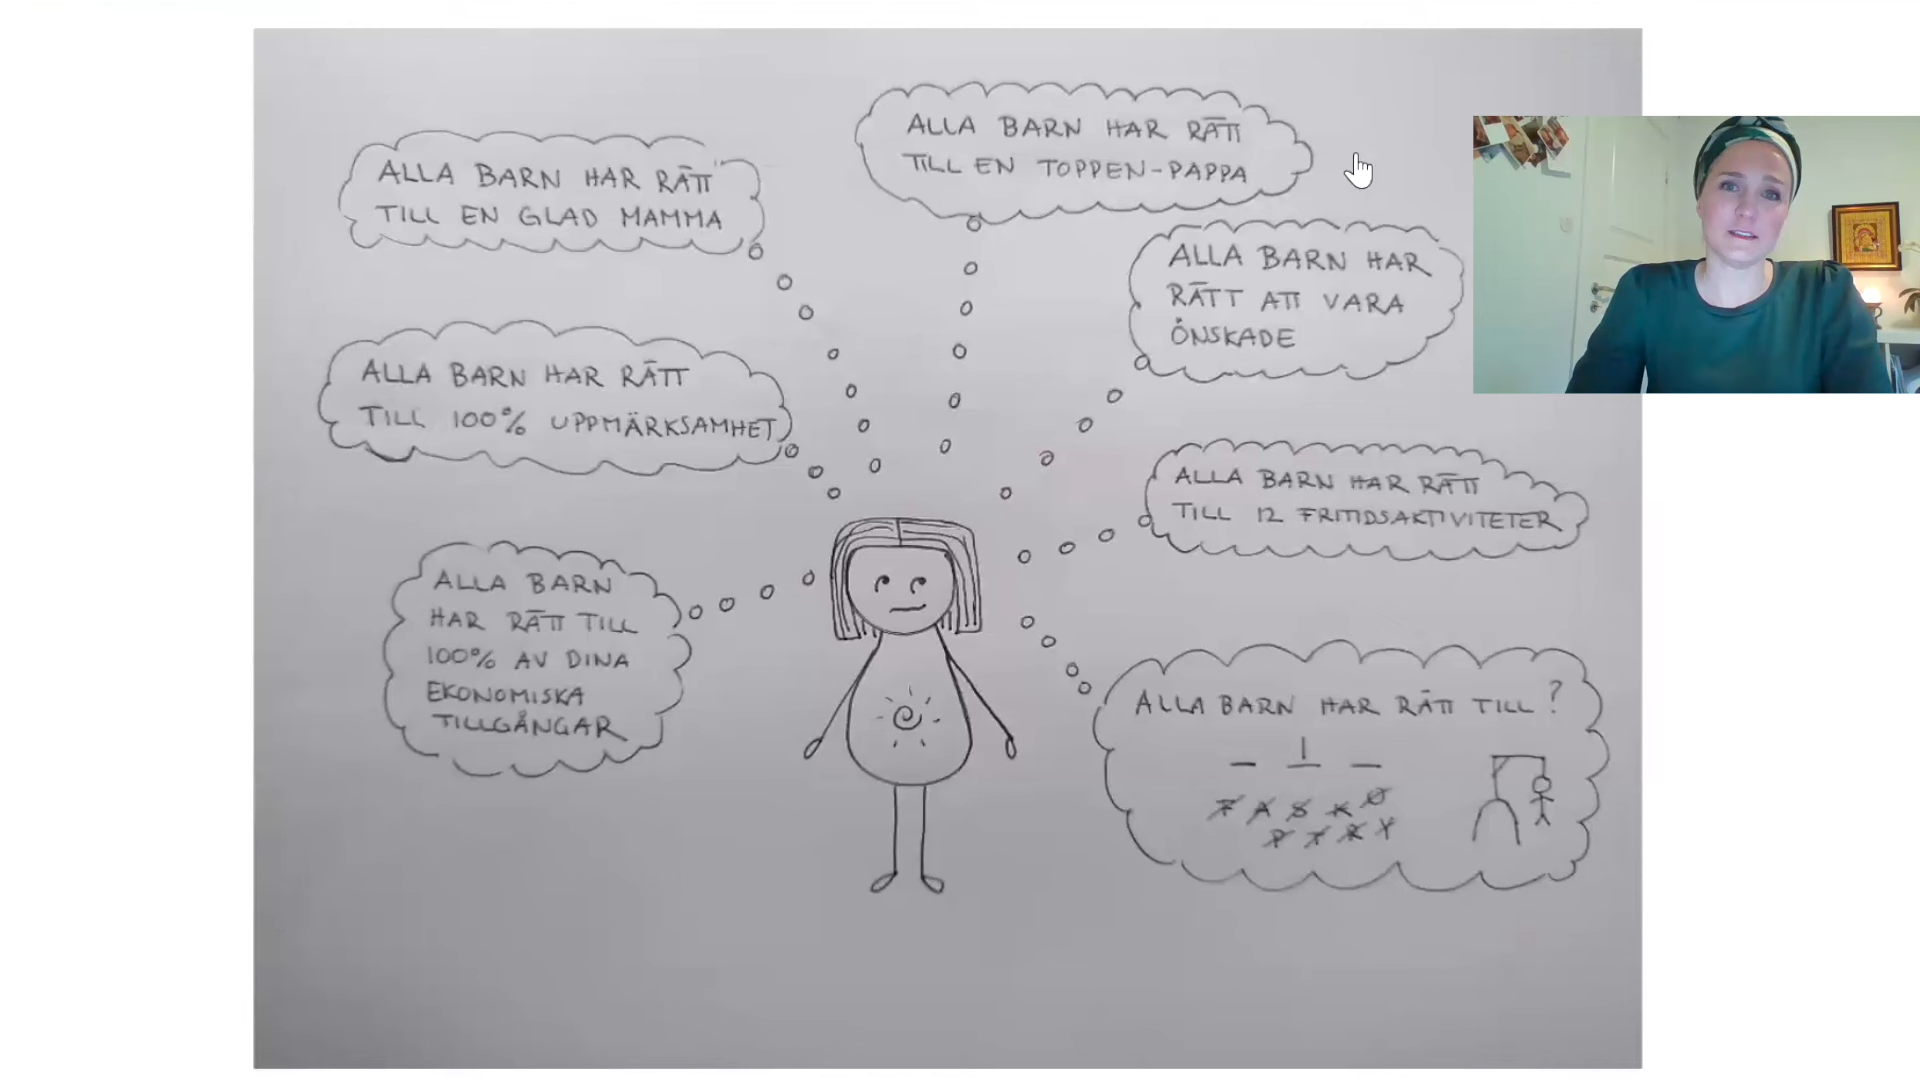 ALLA BARN HAR RÄTT
TILL EN GLAD MAMMA
ALLA BARN HAR RÄTT
TILL EN TOPPEN-PAPPA
ALLA BARN HAR
RÄTT ATT VARA
ÖNSKADE
ALLA BARN HAR RÄTT
TILL 100% UPPMÄRKSAMHET
ALLA BARN HAR RÄTT
TILL 12 FRITIDSAKTIVITETER
ALLA BARN
HAR RÄTT TILL
100% AV DINA
EKONOMISKA
TILLGÅNGAR
ALLA BARN HAR RÄTT TILL?
_ I _
F A S K O
P T R Y